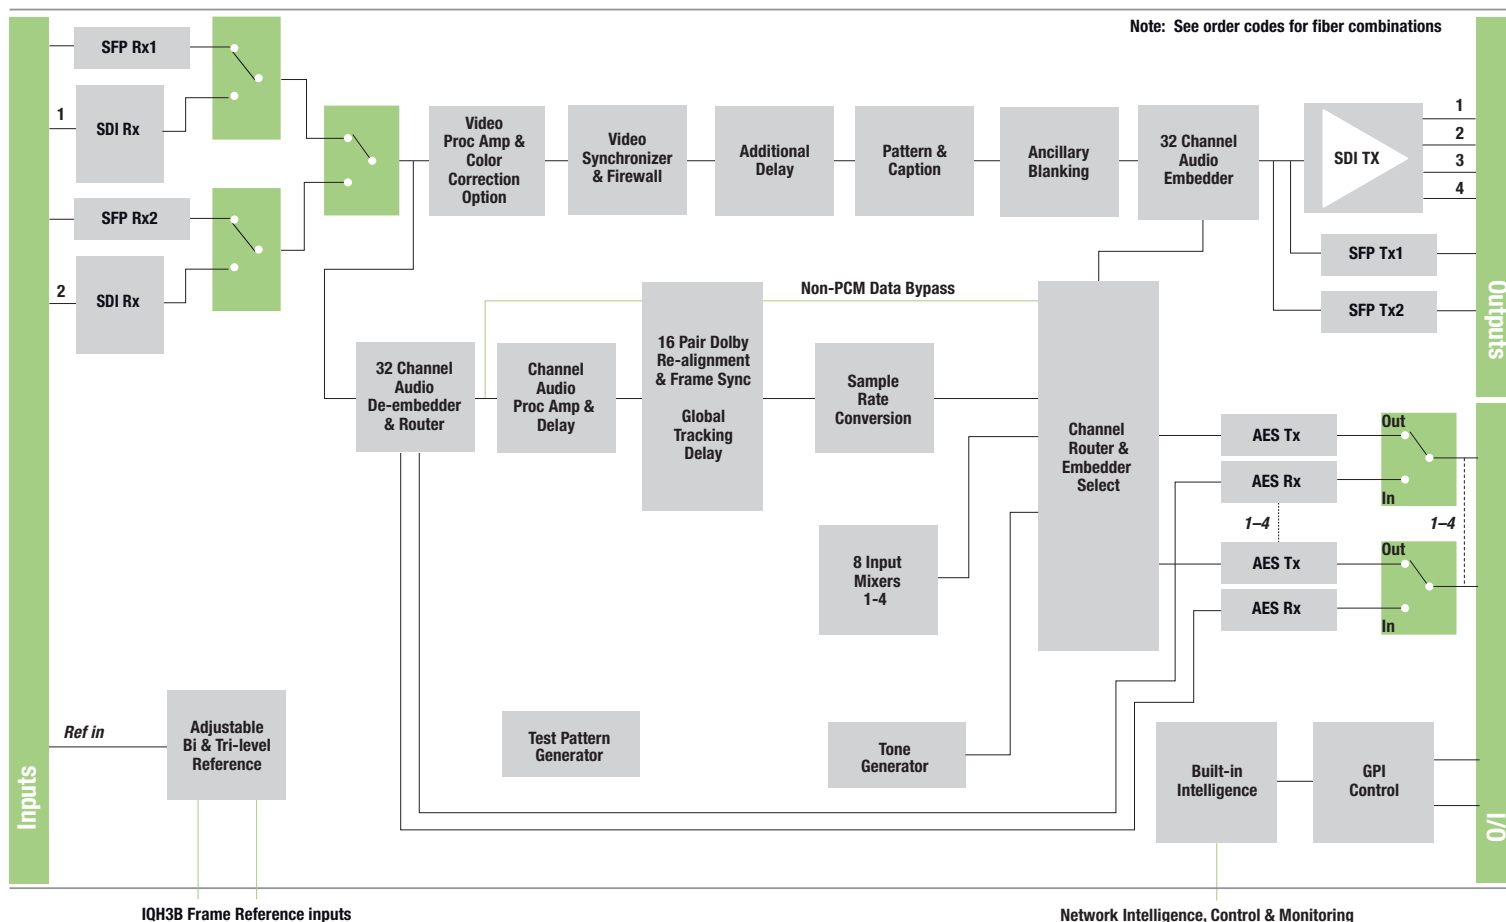 Note: See order codes for fiber combinations
Inputs
SFP Rx1
1
SDI Rx
SFP Rx2
2
SDI Rx
Video
Proc Amp &
Color
Correction
Option
Video
Synchronizer
& Firewall
Additional
Delay
Pattern &
Caption
Ancillary
Blanking
32 Channel
Audio
Embedder
SDI TX
1
2
3
4
SFP Tx1
SFP Tx2
Outputs
Non-PCM Data Bypass
32 Channel
Audio
De-embedder
& Router
Channel
Audio
Proc Amp &
Delay
16 Pair Dolby
Re-alignment
& Frame Sync
Global
Tracking
Delay
Sample
Rate
Conversion
Channel
Router &
Embedder
Select
8 Input
Mixers
1-4
AES Tx
AES Rx
1–4
AES Tx
AES Rx
Out
In
1–4
Out
In
Ref in
Adjustable
Bi & Tri-level
Reference
Test Pattern
Generator
Tone
Generator
Built-in
Intelligence
GPI
Control
I/O
IQH3B Frame Reference inputs
Network Intelligence, Control & Monitoring